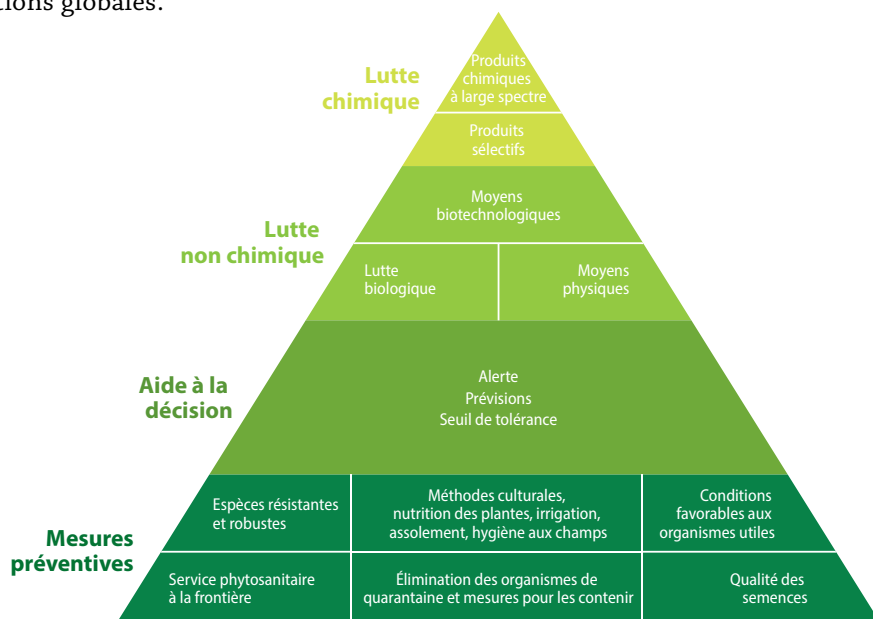 tions globales.
Produits
chimiques
à large spectre
Lutte
chimique
Produits
sélectifs
Moyens
biotechnologiques
Lutte
non chimique
Lutte
biologique
Moyens
physiques
Aide à la
décision
Alerte
Prévisions
Seuil de tolérance
Mesures
préventives
Espèces résistantes
et robustes
Méthodes culturales,
nutrition des plantes, irrigation,
assolement, hygiène aux champs
Conditions
favorables aux
organismes utiles
Service phytosanitaire
à la frontière
Élimination des organismes de
quarantaine et mesures pour les contenir
Qualité des
semences